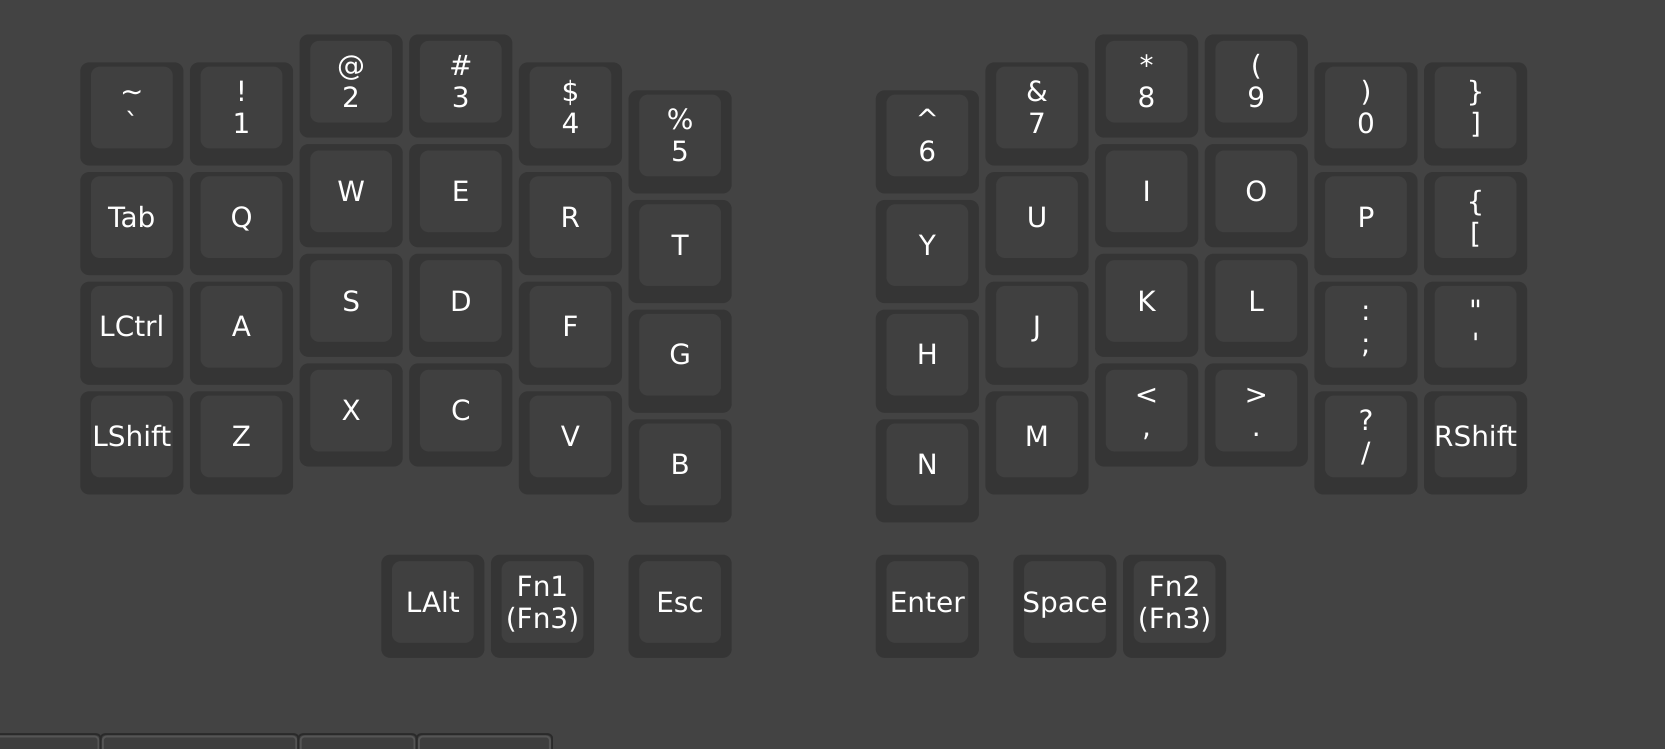 ~ ! @ # $ % ^ & * ( ) }
` 1 2 3 4 5 6 7 8 9 0 ]
Tab Q W E R T Y U I O P {
[
LCtrl A S D F G H J K L : "
; '
LShift Z X C V B N M < > ? RShift
, . /
LAlt Fn1 Esc Enter Space Fn2
(Fn3) (Fn3)